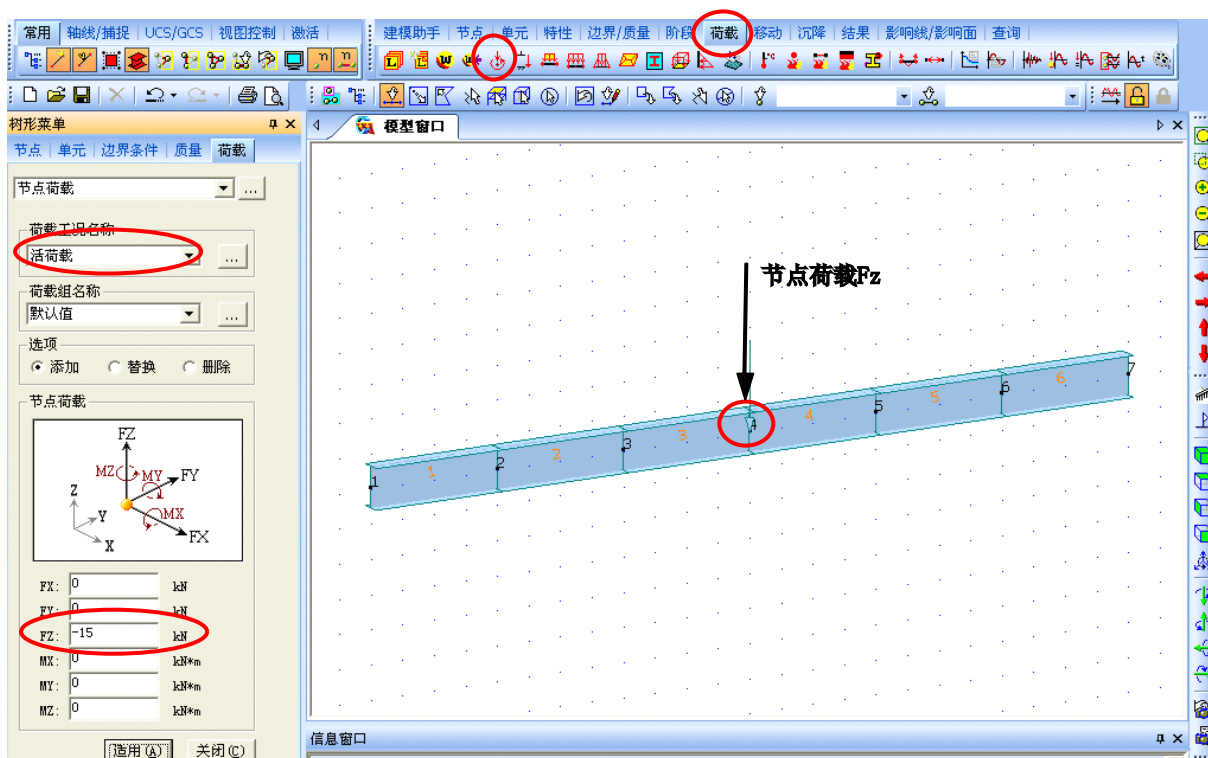 常用 轴线/捕捉 UCS/GCS 视图控制 激活
建模助手 节点 单元 特性 边界/质量 阶段 荷载 移动 沉降 结果 影响线/影响面 查询
树形菜单
模型窗口
节点 单元 边界条件 质量 荷载
节点荷载
...
荷载工况名称
活荷载
...
荷载组名称
默认值
...
选项
添加 替换 删除
节点荷载
FZ
MZ MY FY
MX
FX
Z
Y
X
FX: 0 kN
FY: 0 kN
FZ: -15 kN
MX: 0 kN*m
MY: 0 kN*m
MZ: 0 kN*m
适用(A) 关闭(C)
节点荷载Fz
1 1 2 2 3 3 4 4 5 5 6 6 7
信息窗口